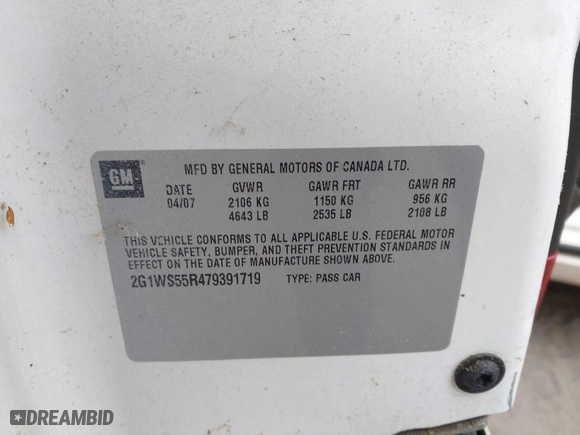 GM ®
MFD BY GENERAL MOTORS OF CANADA LTD.
DATE GVWR GAWR FRT GAWR RR
04/07 2106 KG 1150 KG 956 KG
4643 LB 2535 LB 2108 LB
THIS VEHICLE CONFORMS TO ALL APPLICABLE U.S. FEDERAL MOTOR
VEHICLE SAFETY, BUMPER, AND THEFT PREVENTION STANDARDS IN
EFFECT ON THE DATE OF MANUFACTURE SHOWN ABOVE.
2G1WS55R479391719 TYPE: PASS CAR
DREAMBID